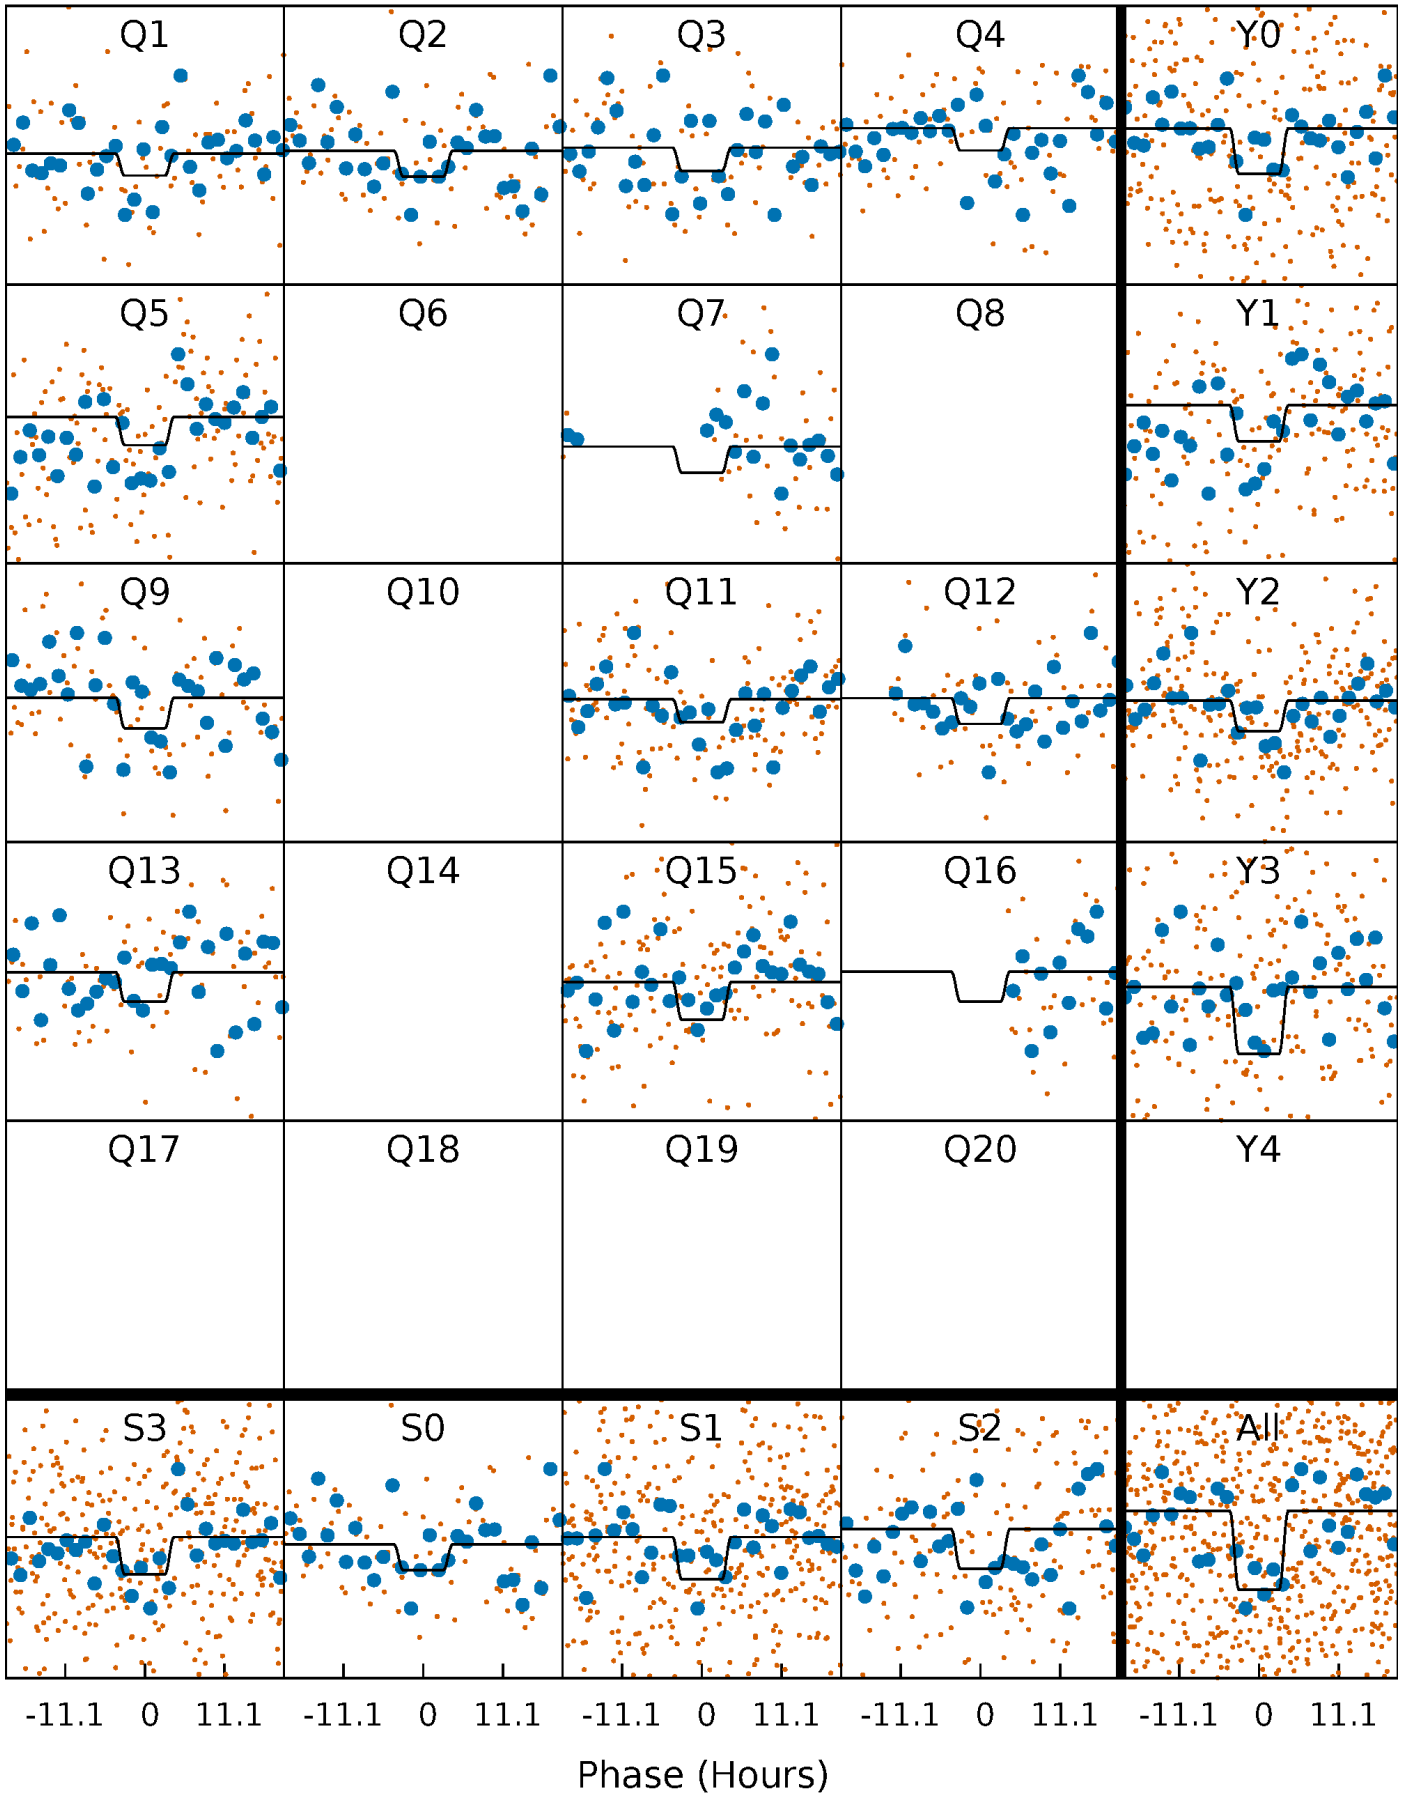 Q1 Q2 Q3 Q4 Y0
Q5 Q6 Q7 Q8 Y1
Q9 Q10 Q11 Q12 Y2
Q13 Q14 Q15 Q16 Y3
Q17 Q18 Q19 Q20 Y4
S3 S0 S1 S2 All
-11.1 0 11.1 -11.1 0 11.1 -11.1 0 11.1 -11.1 0 11.1 -11.1 0 11.1
Phase (Hours)